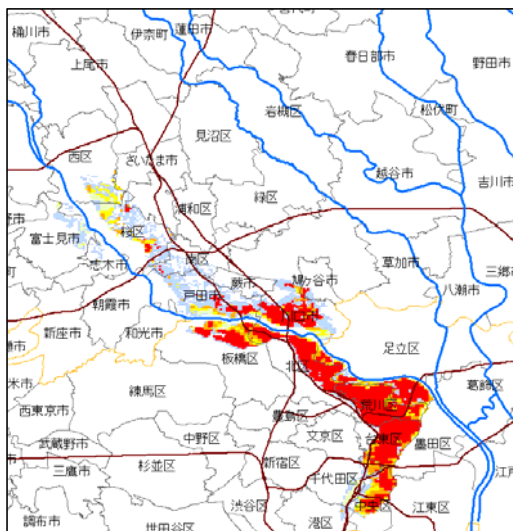 桶川市
伊奈町
蓮田市
春日部市
野田市
上尾市
岩槻区
松伏町
見沼区
西区
さいたま市
越谷市
吉川市
緑区
浦和区
桜区
富士見市
南区
草加市
三郷
志木市
蕨市
鳩ヶ谷市
八潮市
戸田市
朝霞市
川口市
新座市
和光市
足立区
板橋区
北区
葛飾区
練馬区
西東京市
荒川区
豊島区
台東区
墨田区
中野区
文京区
武蔵野市
新宿区
三鷹市
杉並区
千代田区
中央区
江東区
渋谷区
調布市
港区
世田谷区